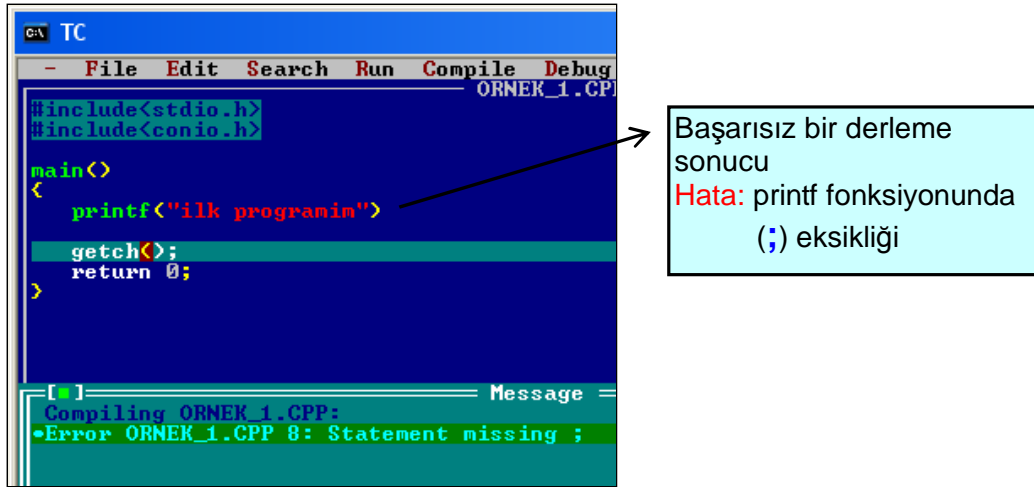 TC
- File Edit Search Run Compile Debug
ORNEK_1.CP
#include<stdio.h>
#include<conio.h>
main()
{
printf("ilk programim")
getch();
return 0;
}
[■] Message
Compiling ORNEK_1.CPP:
•Error ORNEK_1.CPP 8: Statement missing ;
Başarısız bir derleme
sonucu
Hata: printf fonksiyonunda
(;) eksikliği